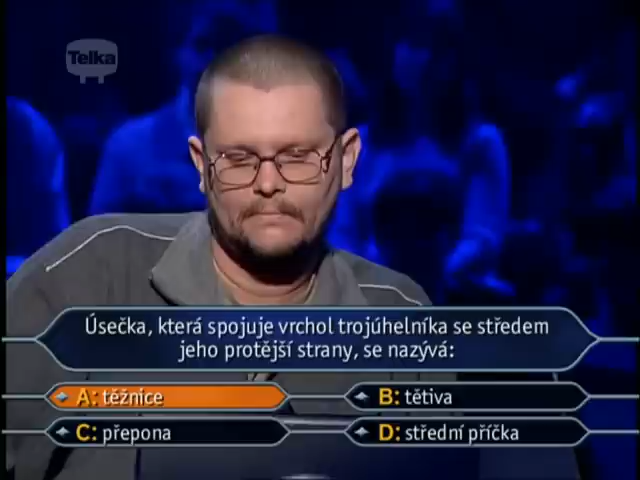 Telka
Úsečka, která spojuje vrchol trojúhelníka se středem
jeho protější strany, se nazývá:
A: těžnice
B: tětiva
C: přepona
D: střední příčka